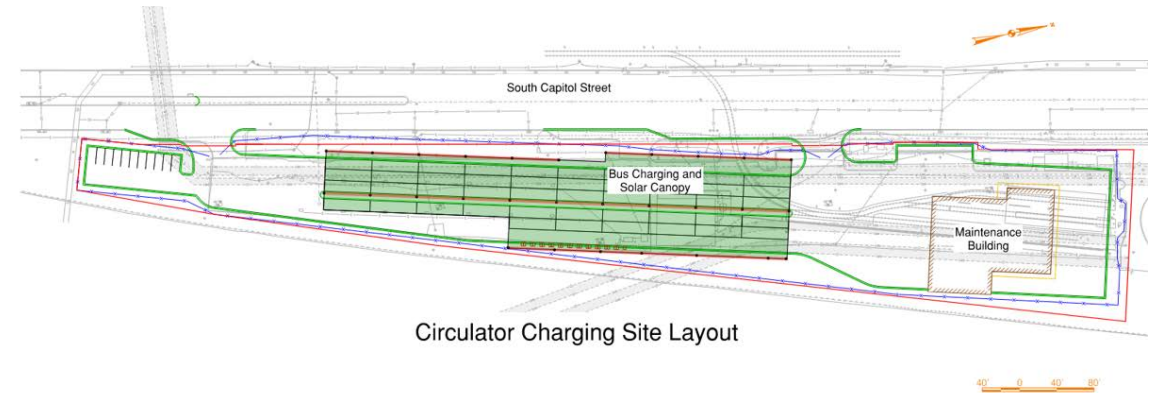 South Capitol Street
Bus Charging and
Solar Canopy
Maintenance
Building
Circulator Charging Site Layout
40' 0 40' 80'